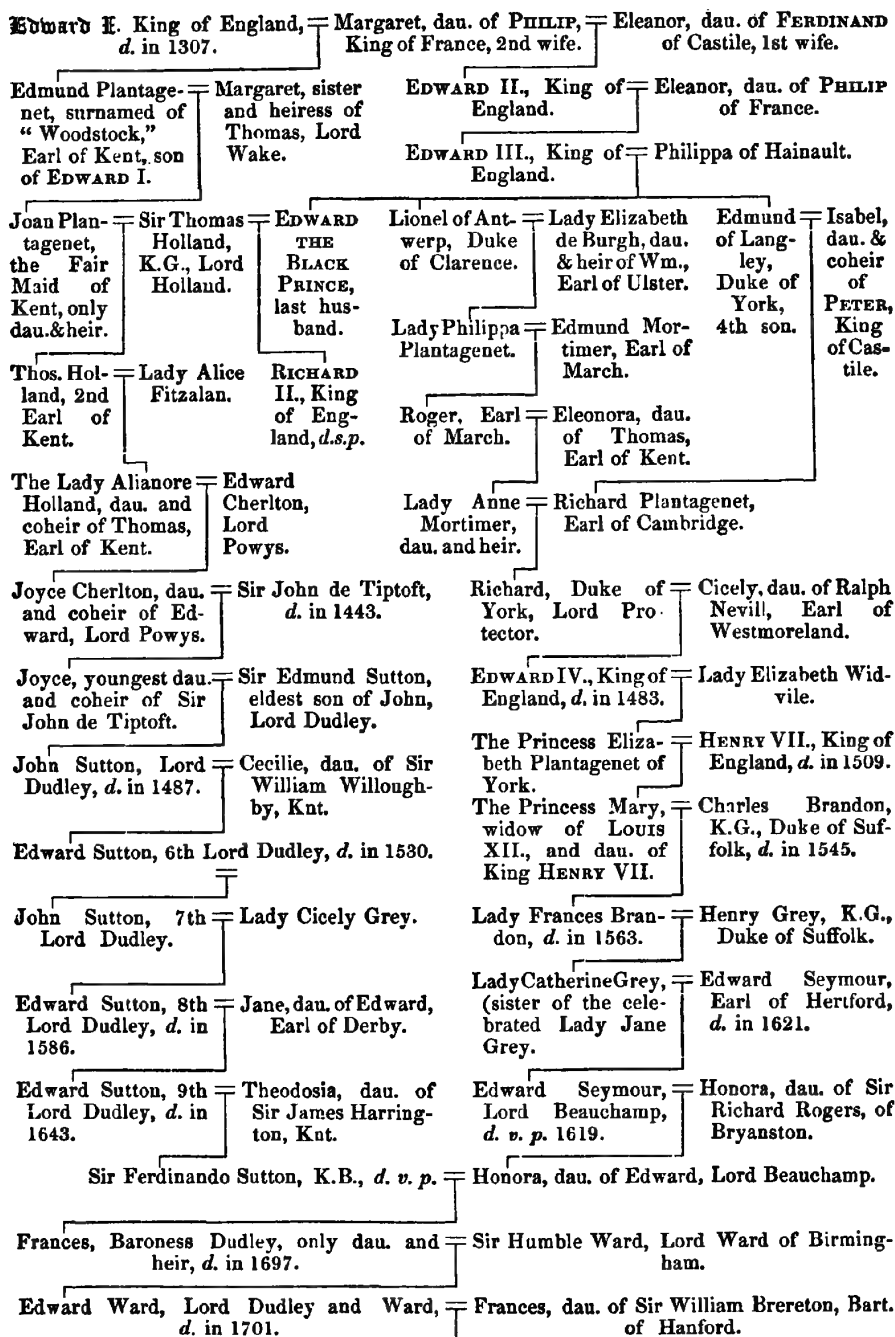 Edward I. King of England,
d. in 1307.
Margaret, dau. of PHILIP,
King of France, 2nd wife.
Eleanor, dau. of FERDINAND
of Castile, 1st wife.
Edmund Plantage-
net, surnamed of
“ Woodstock,”
Earl of Kent, son
of EDWARD I.
Margaret, sister
and heiress of
Thomas, Lord
Wake.
EDWARD II., King of
England.
Eleanor, dau. of PHILIP
of France.
EDWARD III., King of
England.
Philippa of Hainault.
Joan Plan-
tagenet,
the Fair
Maid of
Kent, only
dau.&heir.
Sir Thomas
Holland,
K.G., Lord
Holland.
EDWARD
THE
BLACK
PRINCE,
last hus-
band.
Lionel of Ant-
werp, Duke
of Clarence.
Lady Elizabeth
de Burgh, dau.
& heir of Wm.,
Earl of Ulster.
Edmund
of Lang-
ley,
Duke of
York,
4th son.
Isabel,
dau. &
coheir
of
PETER,
King
of Cas-
tile.
Lady Philippa
Plantagenet.
Edmund Mor-
timer, Earl of
March.
Thos. Hol-
land, 2nd
Earl of
Kent.
Lady Alice
Fitzalan.
RICHARD
II., King
of Eng-
land, d.s.p.
Roger, Earl
of March.
Eleonora, dau.
of Thomas,
Earl of Kent.
The Lady Alianore
Holland, dau. and
coheir of Thomas,
Earl of Kent.
Edward
Cherlton,
Lord
Powys.
Lady Anne
Mortimer,
dau. and heir.
Richard Plantagenet,
Earl of Cambridge.
Joyce Cherlton, dau.
and coheir of Ed-
ward, Lord Powys.
Sir John de Tiptoft,
d. in 1443.
Richard, Duke of
York, Lord Pro-
tector.
Cicely, dau. of Ralph
Nevill, Earl of
Westmoreland.
Joyce, youngest dau.
and coheir of Sir
John de Tiptoft.
Sir Edmund Sutton,
eldest son of John,
Lord Dudley.
EDWARD IV., King of
England, d. in 1483.
Lady Elizabeth Wid-
vile.
John Sutton, Lord
Dudley, d. in 1487.
Cecilie, dau. of Sir
William Willough-
by, Knt.
The Princess Eliza-
beth Plantagenet of
York.
HENRY VII., King of
England, d. in 1509.
Edward Sutton, 6th Lord Dudley, d. in 1530.
The Princess Mary,
widow of LOUIS
XII., and dau. of
King HENRY VII.
Charles Brandon,
K.G., Duke of Suf-
folk, d. in 1545.
John Sutton, 7th
Lord Dudley.
Lady Cicely Grey.
Lady Frances Bran-
don, d. in 1563.
Henry Grey, K.G.,
Duke of Suffolk.
Edward Sutton, 8th
Lord Dudley, d. in
1586.
Jane, dau. of Edward,
Earl of Derby.
Lady Catherine Grey,
(sister of the cele-
brated Lady Jane
Grey.
Edward Seymour,
Earl of Hertford,
d. in 1621.
Edward Sutton, 9th
Lord Dudley, d. in
1643.
Theodosia, dau. of
Sir James Harring-
ton, Knt.
Edward Seymour,
Lord Beauchamp,
d. v. p. 1619.
Honora, dau. of Sir
Richard Rogers, of
Bryanston.
Sir Ferdinando Sutton, K.B., d. v. p.
Honora, dau. of Edward, Lord Beauchamp.
Frances, Baroness Dudley, only dau. and
heir, d. in 1697.
Sir Humble Ward, Lord Ward of Birming-
ham.
Edward Ward, Lord Dudley and Ward,
d. in 1701.
Frances, dau. of Sir William Brereton, Bart.
of Hanford.